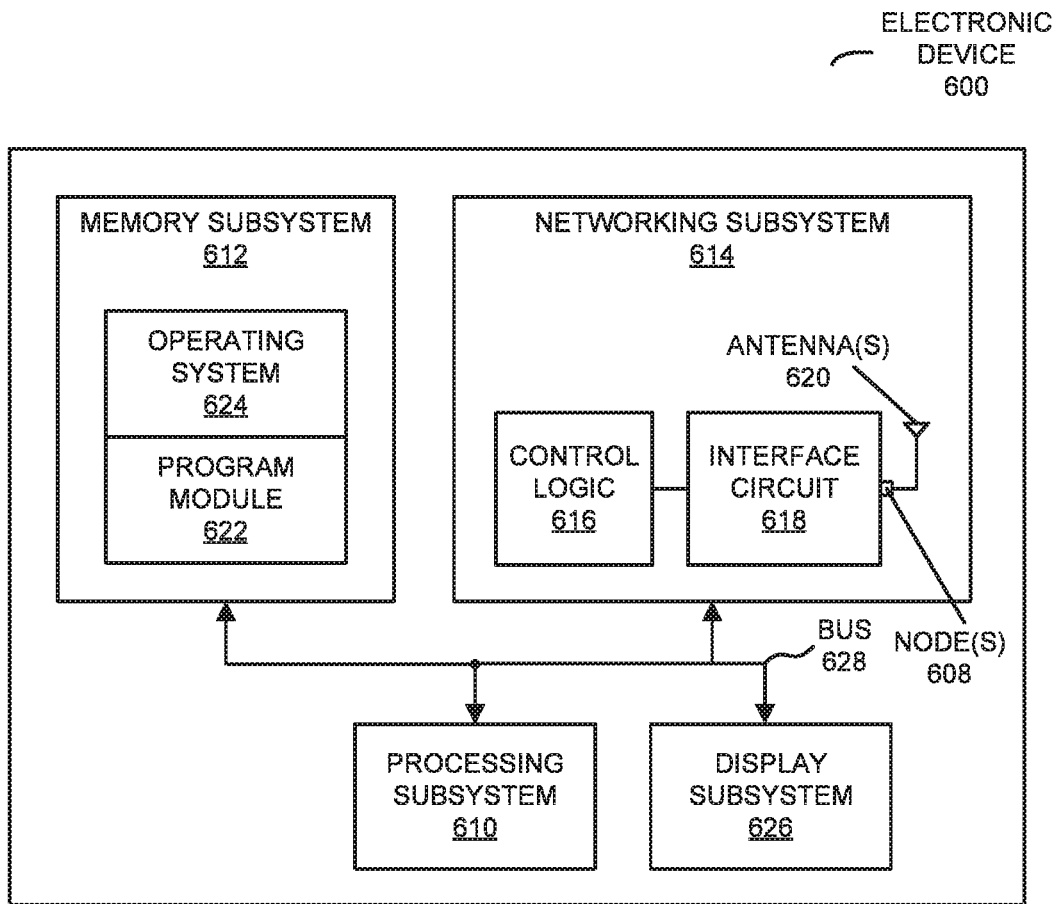 ELECTRONIC
DEVICE
600
MEMORY SUBSYSTEM
612
OPERATING
SYSTEM
624
PROGRAM
MODULE
622
NETWORKING SUBSYSTEM
614
ANTENNA(S)
620
CONTROL
LOGIC
616
INTERFACE
CIRCUIT
618
BUS
628
NODE(S)
608
PROCESSING
SUBSYSTEM
610
DISPLAY
SUBSYSTEM
626